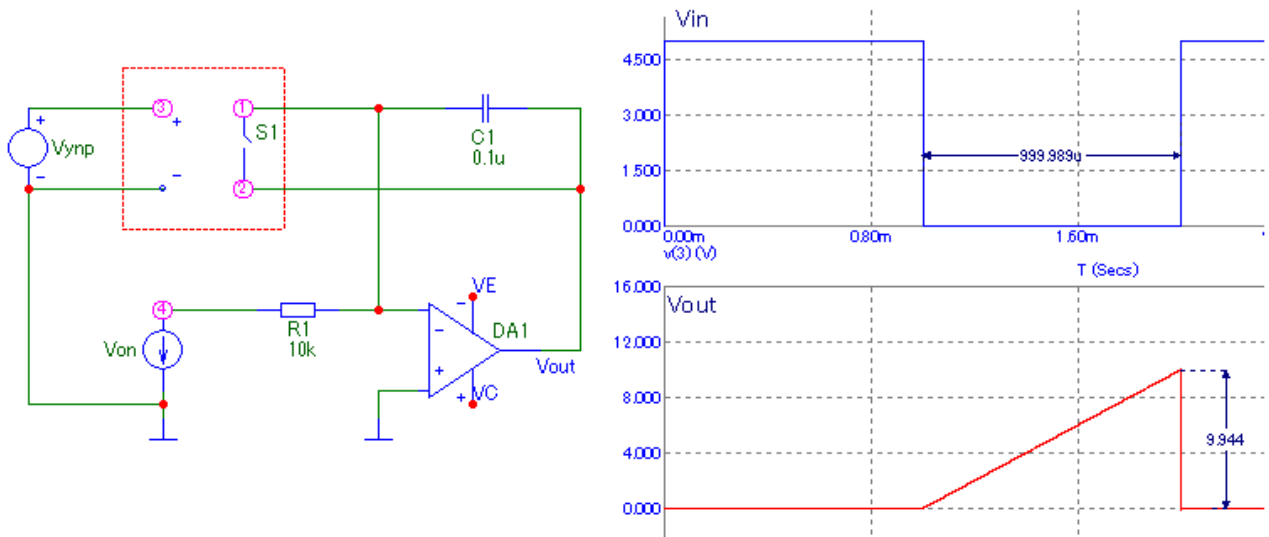 3
1
+
+
S1
C1
0.1u
Vynp
-
-
2
4
R1
10k
Von
VE
-
DA1
-
+
Vout
+
VC
Vin
4.500
3.000
1.500
0.000
999.989u
0.00m
0.80m
1.60m
v(3) (V)
T (Secs)
16.000
Vout
12.000
8.000
4.000
0.000
9.944